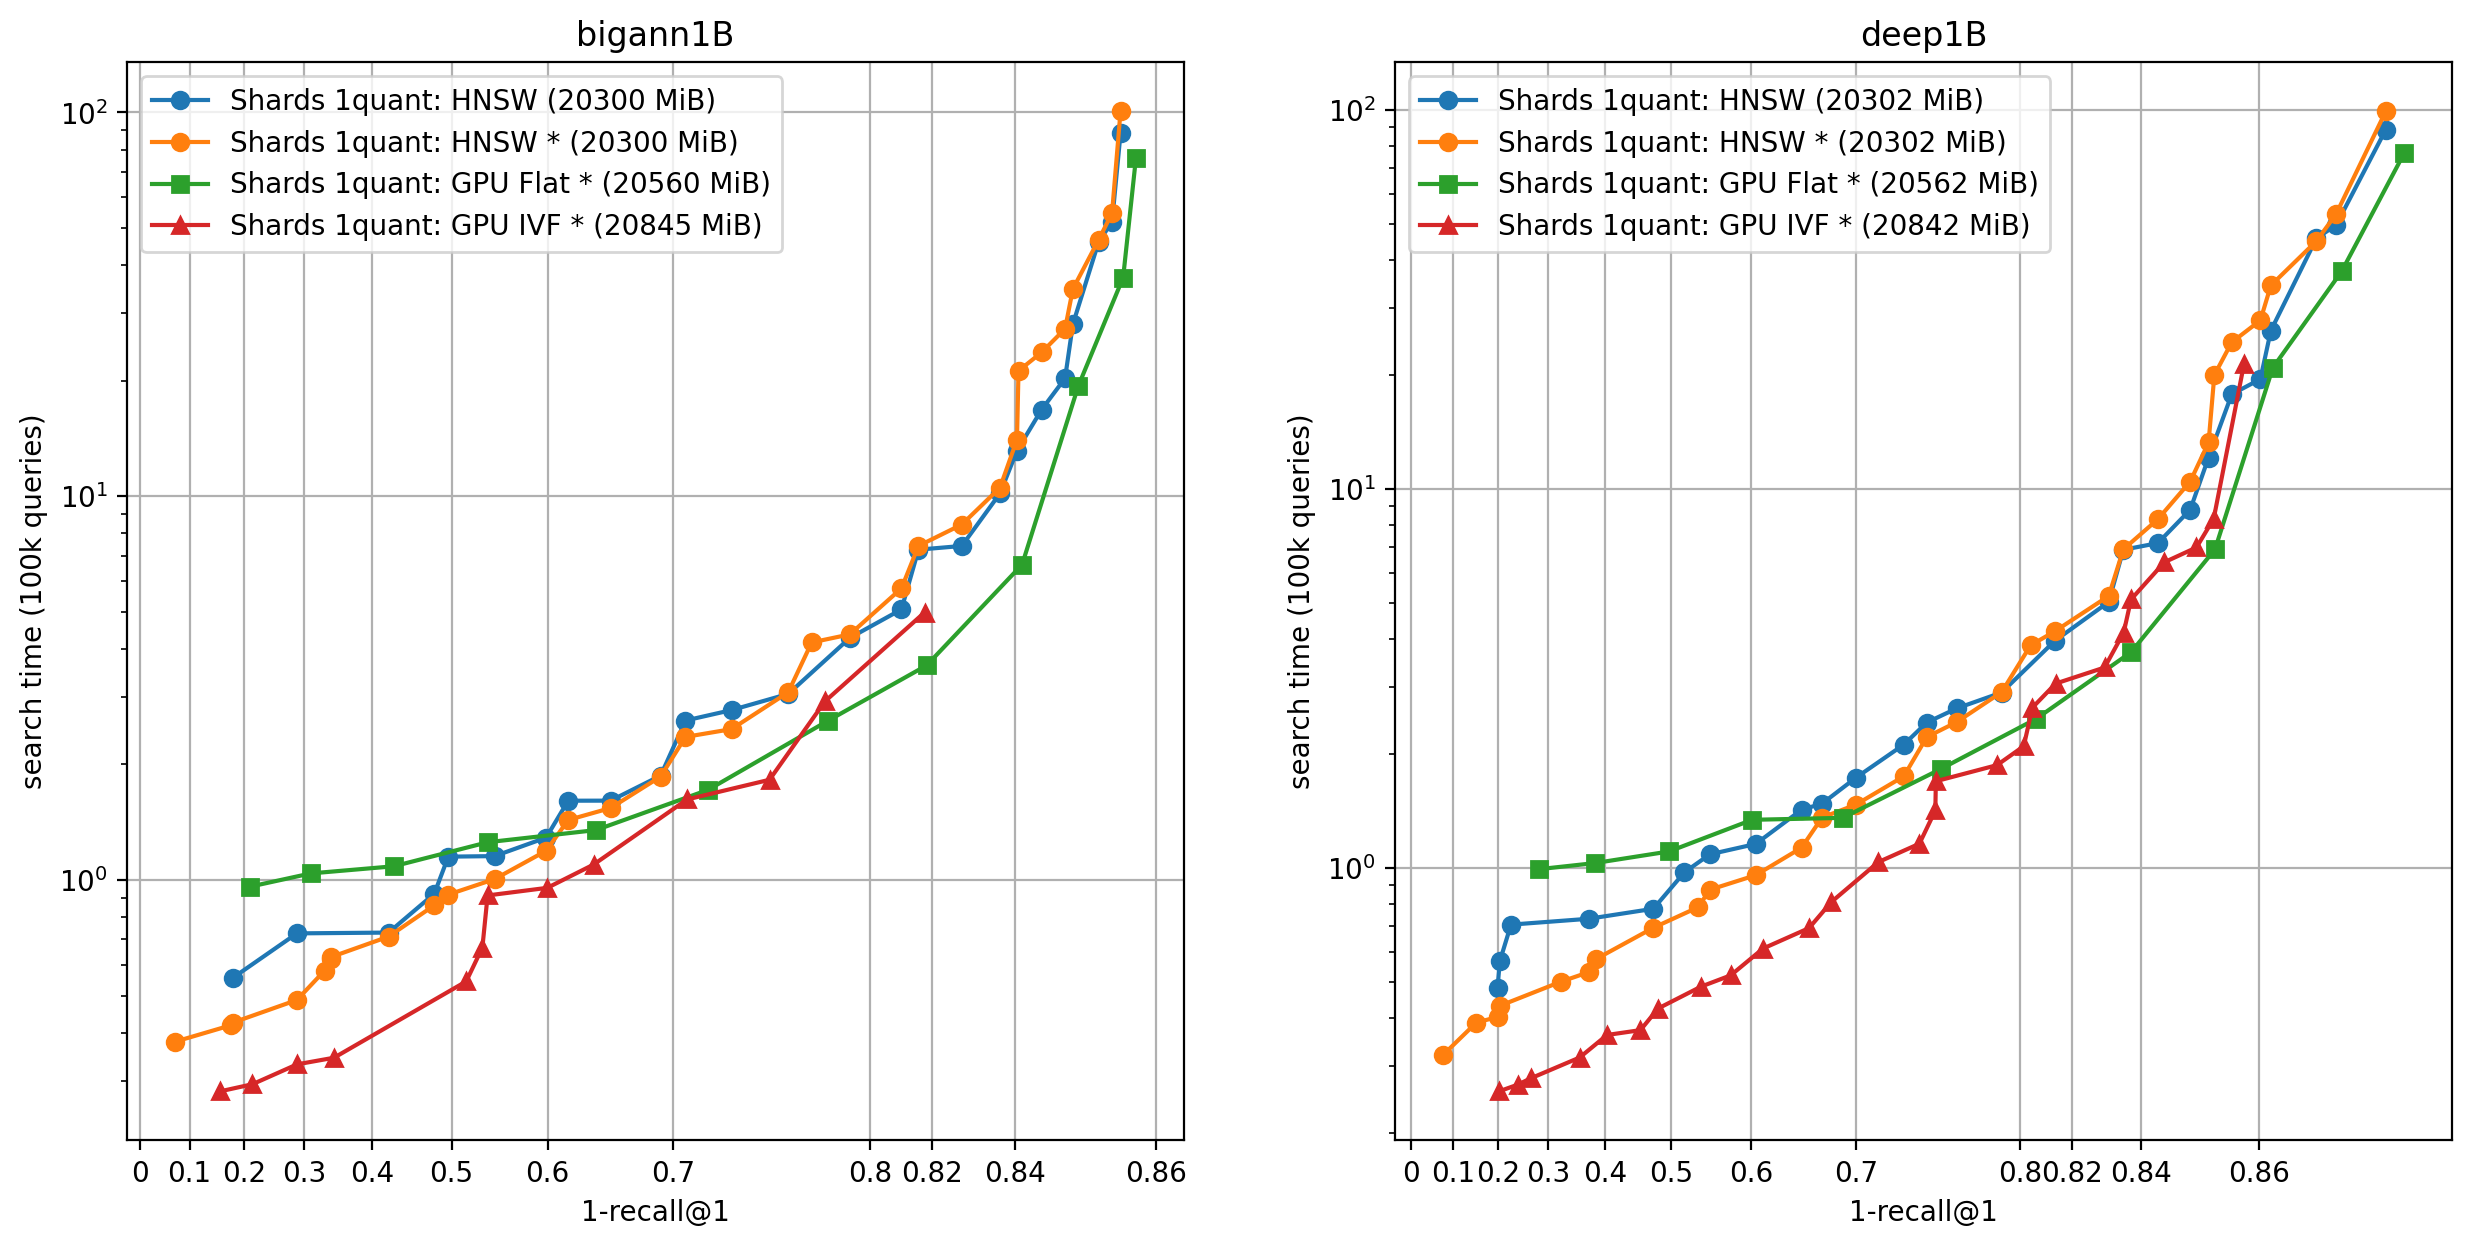 bigann1B
Shards 1quant: HNSW (20300 MiB)
Shards 1quant: HNSW * (20300 MiB)
Shards 1quant: GPU Flat * (20560 MiB)
Shards 1quant: GPU IVF * (20845 MiB)
10²
10¹
10⁰
search time (100k queries)
0 0.1 0.2 0.3 0.4 0.5 0.6 0.7 0.8 0.82 0.84 0.86
1-recall@1
deep1B
Shards 1quant: HNSW (20302 MiB)
Shards 1quant: HNSW * (20302 MiB)
Shards 1quant: GPU Flat * (20562 MiB)
Shards 1quant: GPU IVF * (20842 MiB)
10²
10¹
10⁰
search time (100k queries)
0 0.1 0.2 0.3 0.4 0.5 0.6 0.7 0.8 0.82 0.84 0.86
1-recall@1